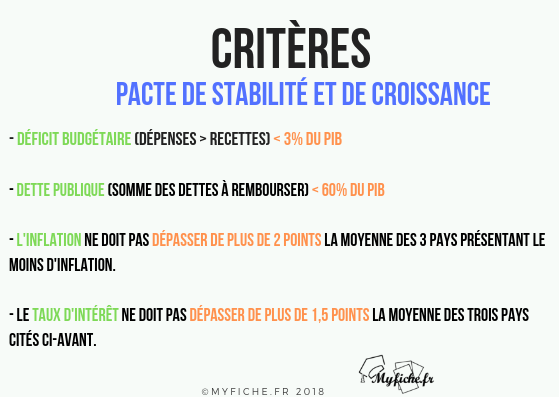 CRITÈRES
PACTE DE STABILITÉ ET DE CROISSANCE
- DÉFICIT BUDGÉTAIRE (DÉPENSES > RECETTES) < 3% DU PIB
- DETTE PUBLIQUE (SOMME DES DETTES À REMBOURSER) < 60% DU PIB
- L'INFLATION NE DOIT PAS DÉPASSER DE PLUS DE 2 POINTS LA MOYENNE DES 3 PAYS PRÉSENTANT LE
MOINS D'INFLATION.
- LE TAUX D'INTÉRÊT NE DOIT PAS DÉPASSER DE PLUS DE 1,5 POINTS LA MOYENNE DES TROIS PAYS
CITÉS CI-AVANT.
Myfiche.fr
©MYFICHE.FR 2018